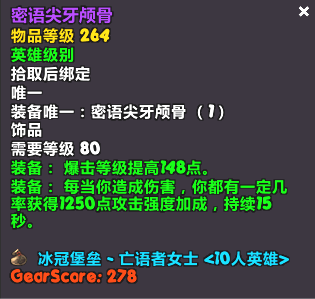 密语尖牙颅骨
物品等级 264
英雄级别
拾取后绑定
唯一
装备唯一：密语尖牙颅骨 （1）
饰品
需要等级 80
装备： 爆击等级提高148点。
装备： 每当你造成伤害，你都有一定几
率获得1250点攻击强度加成，持续15
秒。
冰冠堡垒 ~ 亡语者女士 <10人英雄>
GearScore: 278